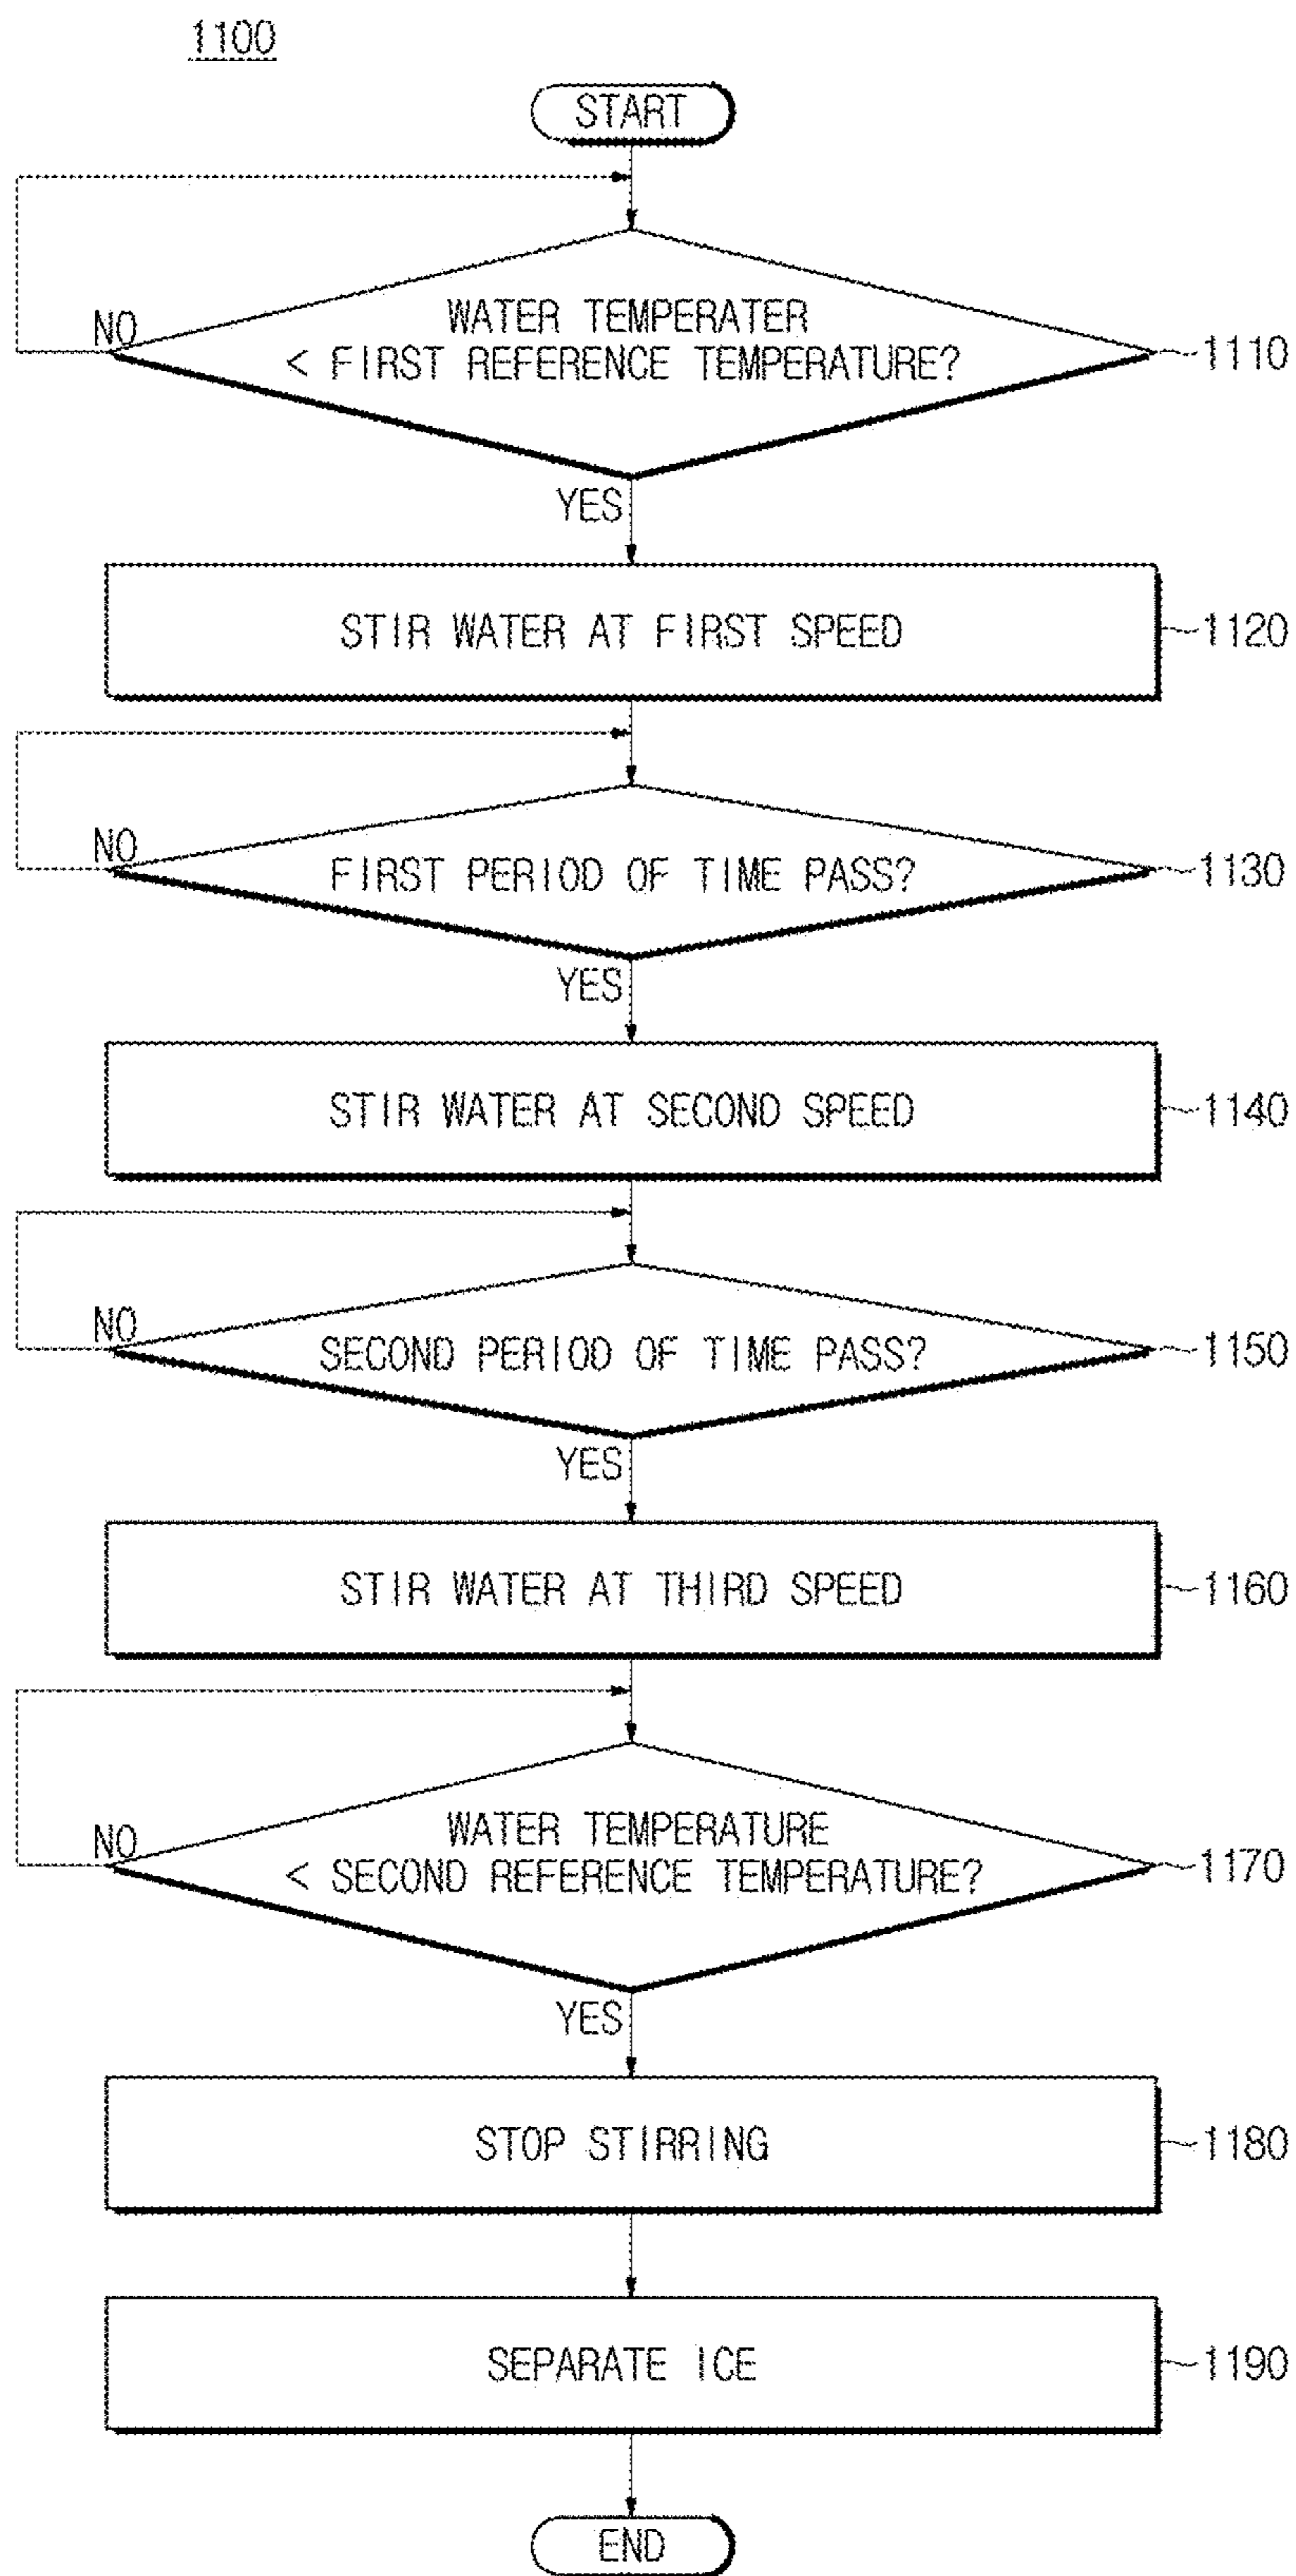 1100
START
WATER TEMPERATER
< FIRST REFERENCE TEMPERATURE?
NO
1110
YES
STIR WATER AT FIRST SPEED
1120
NO
FIRST PERIOD OF TIME PASS?
1130
YES
STIR WATER AT SECOND SPEED
1140
NO
SECOND PERIOD OF TIME PASS?
1150
YES
STIR WATER AT THIRD SPEED
1160
WATER TEMPERATURE
< SECOND REFERENCE TEMPERATURE?
NO
1170
YES
STOP STIRRING
1180
SEPARATE ICE
1190
END